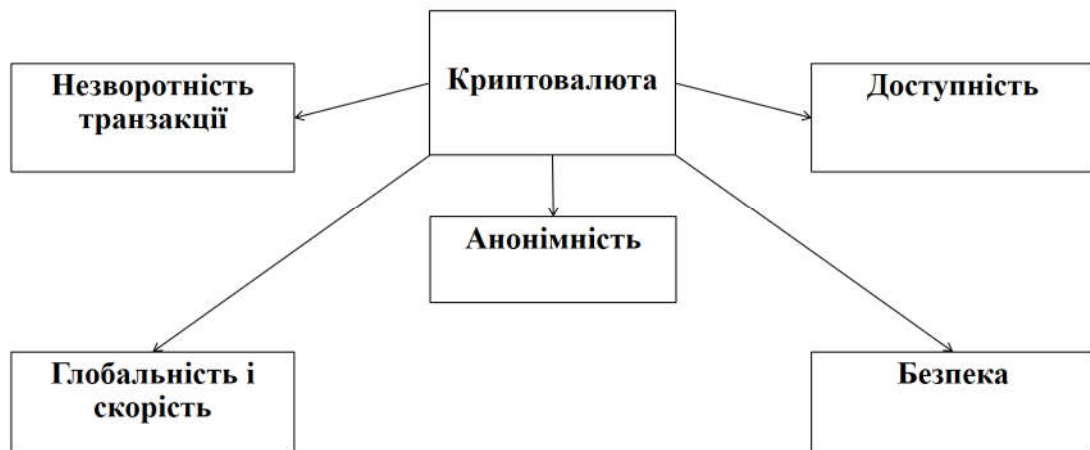 Незворотність
транзакції
Криптовалюта
Доступність
Анонімність
Глобальність і
скорість
Безпека